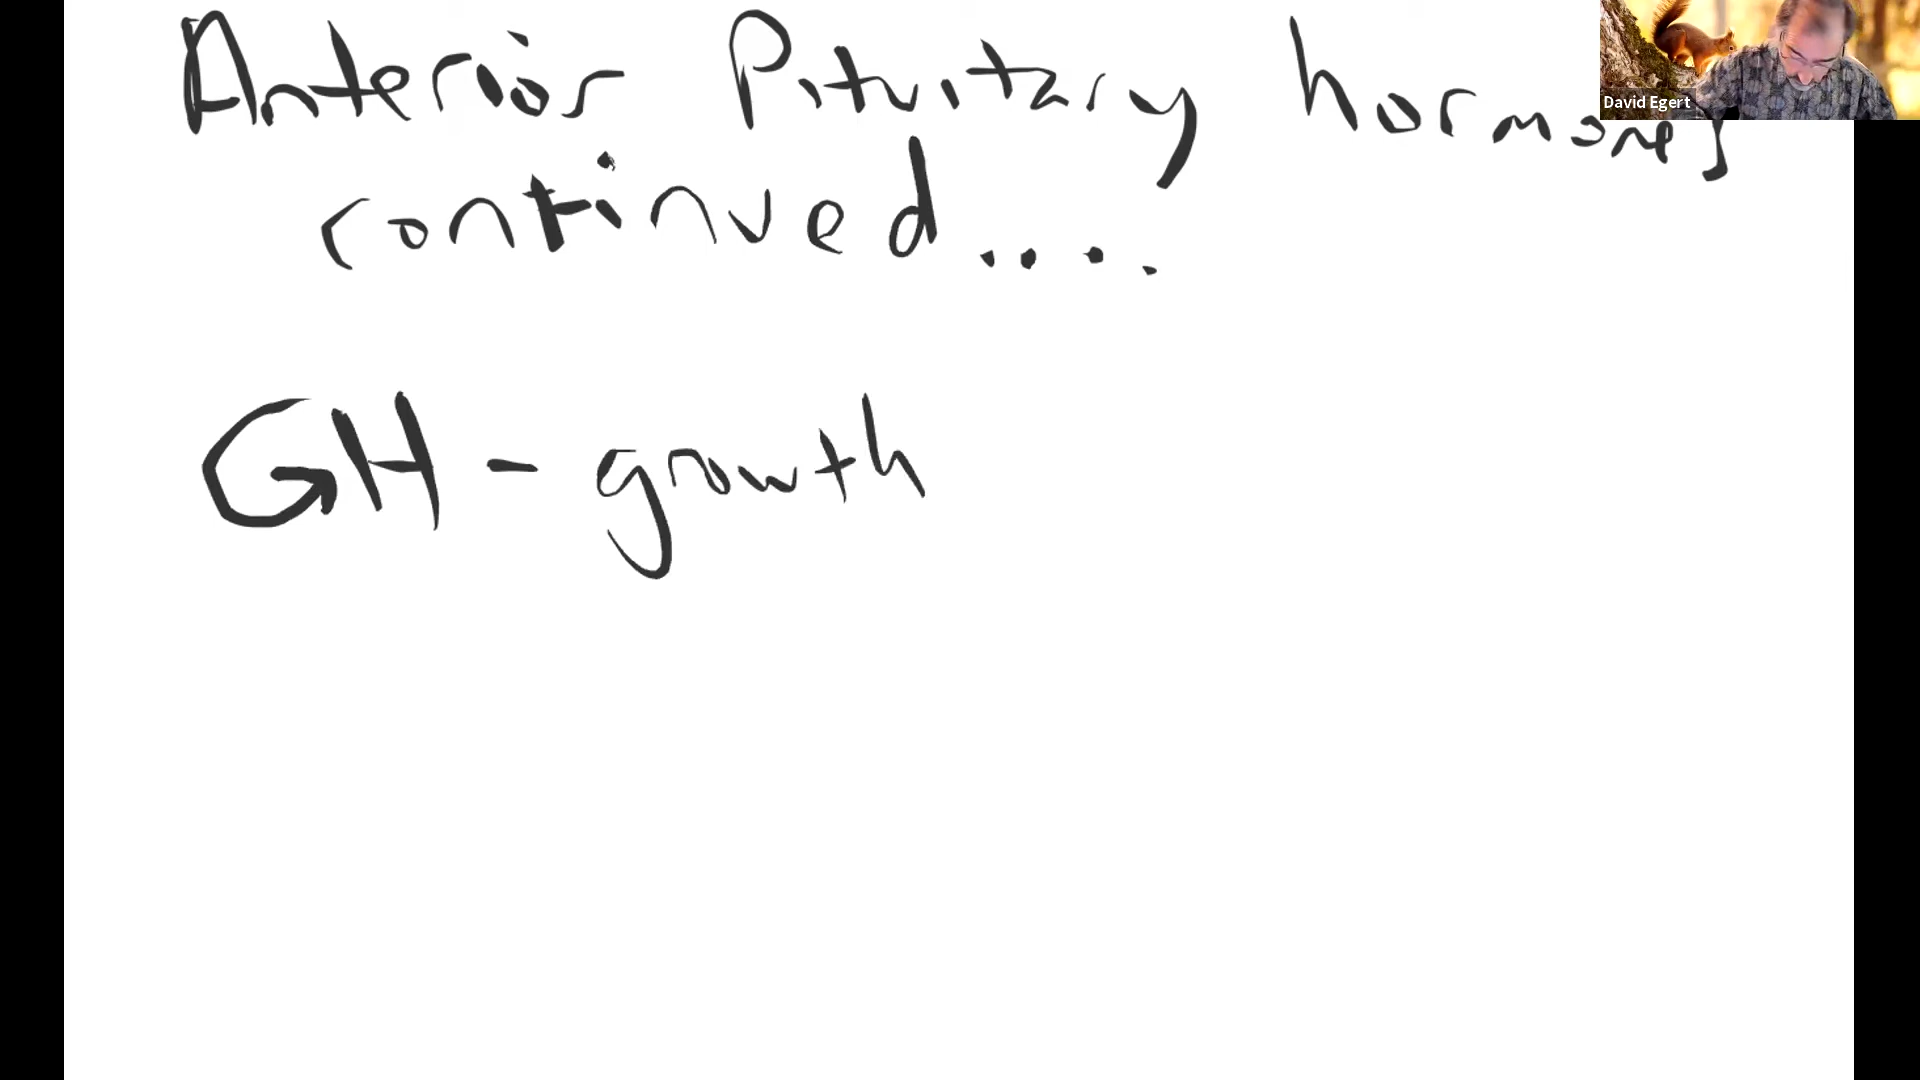 Anterior Pituitary hormones
David Egert
continued....
GH - growth